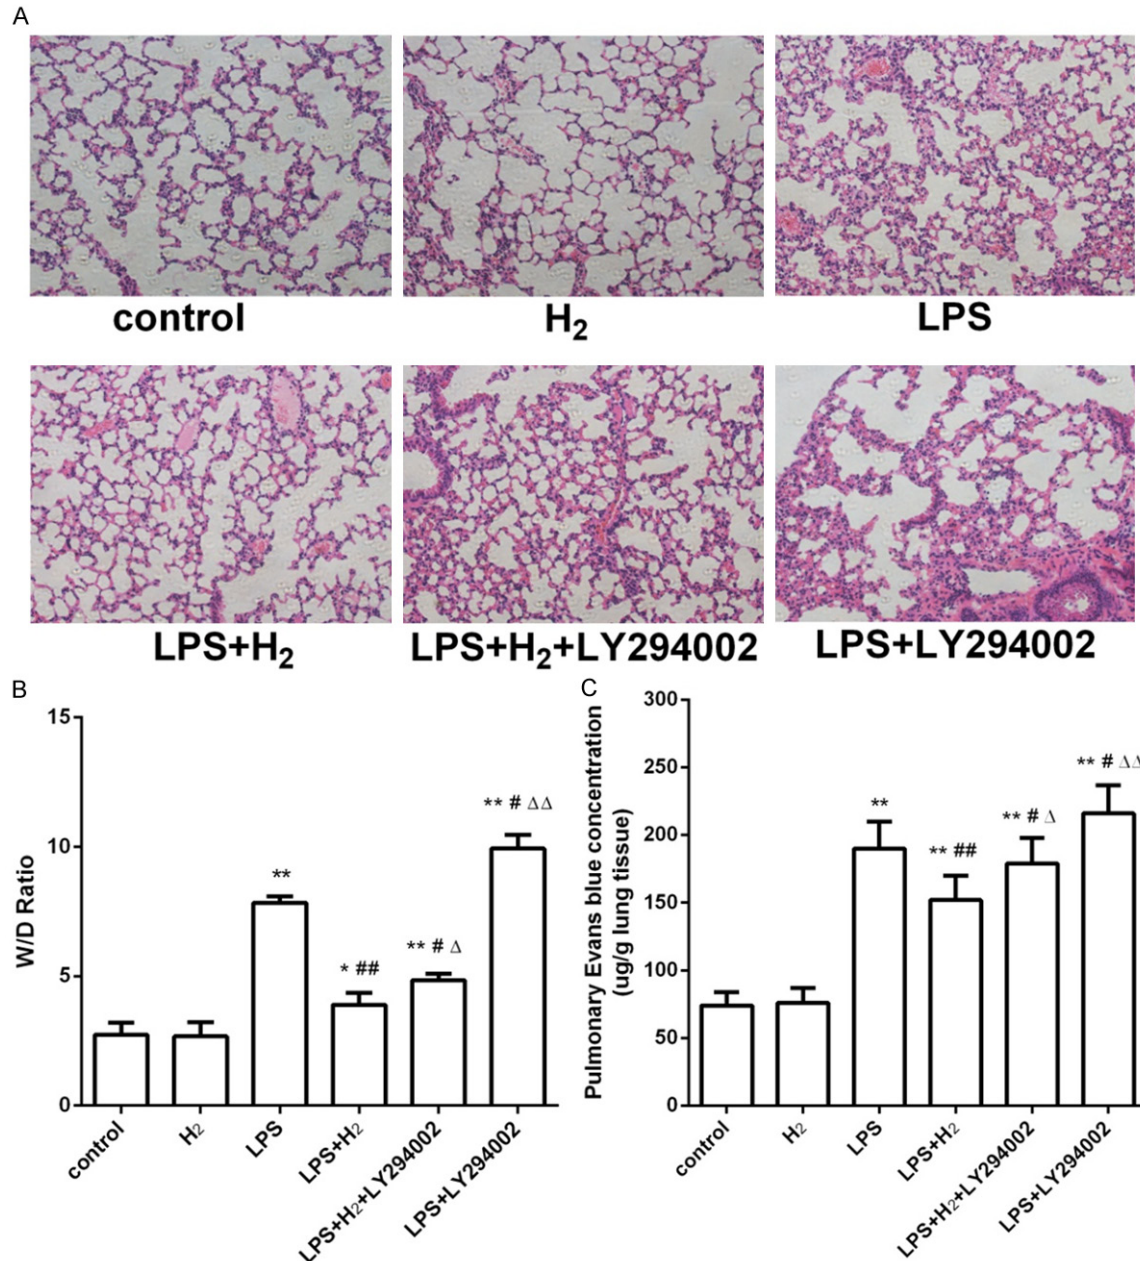 A
control
H₂
LPS
LPS+H₂
LPS+H₂+LY294002
LPS+LY294002
B
W/D Ratio
15
10
5
0
**
* ##
** # Δ
** # ΔΔ
control
H₂
LPS
LPS+H₂
LPS+H₂+LY294002
LPS+LY294002
C
Pulmonary Evans blue concentration
(ug/g lung tissue)
300
250
200
150
100
50
0
**
** ##
** # Δ
** # ΔΔ
control
H₂
LPS
LPS+H₂
LPS+H₂+LY294002
LPS+LY294002